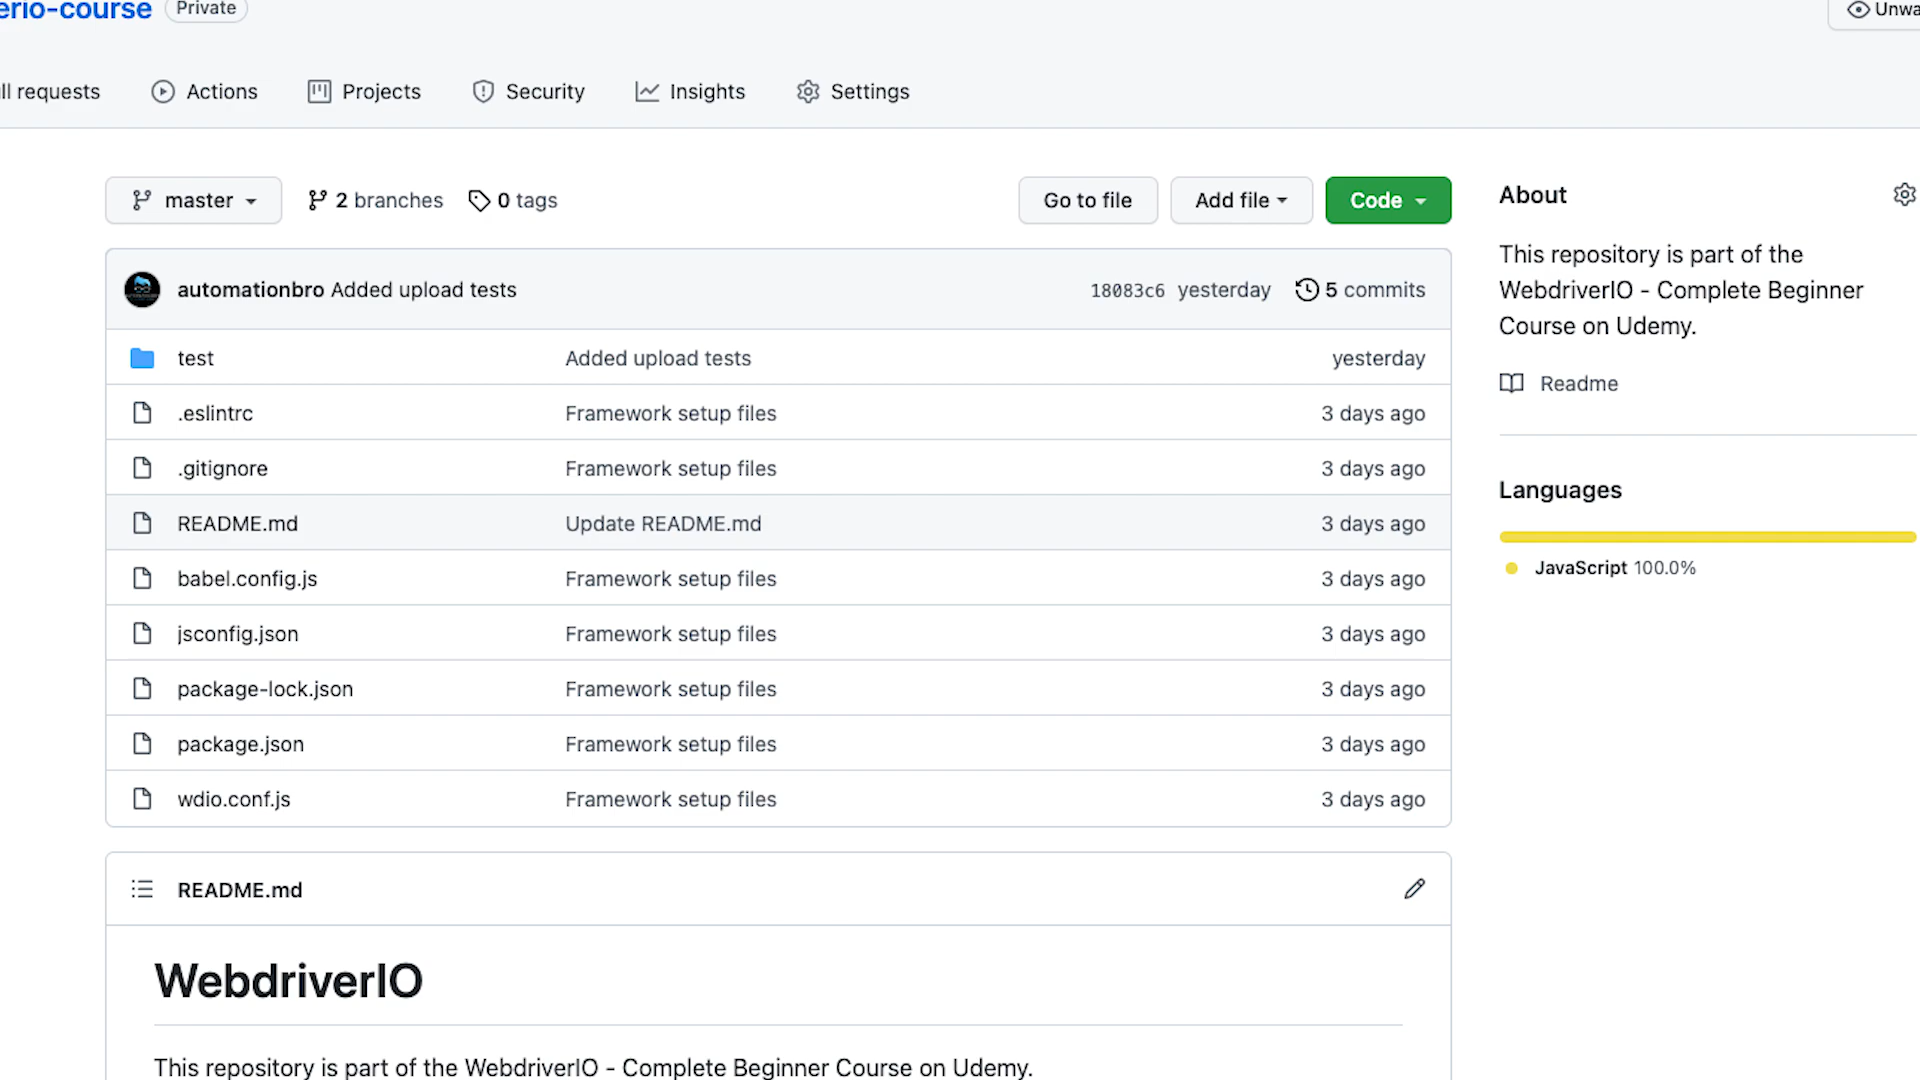 erio-course Private
Unwa
ll requests Actions Projects Security Insights Settings
master 2 branches 0 tags Go to file Add file Code
automationbro Added upload tests 18083c6 yesterday 5 commits
test Added upload tests yesterday
.eslintrc Framework setup files 3 days ago
.gitignore Framework setup files 3 days ago
README.md Update README.md 3 days ago
babel.config.js Framework setup files 3 days ago
jsconfig.json Framework setup files 3 days ago
package-lock.json Framework setup files 3 days ago
package.json Framework setup files 3 days ago
wdio.conf.js Framework setup files 3 days ago
README.md
WebdriverIO
This repository is part of the WebdriverIO - Complete Beginner Course on Udemy.
About
This repository is part of the
WebdriverIO - Complete Beginner
Course on Udemy.
Readme
Languages
JavaScript 100.0%